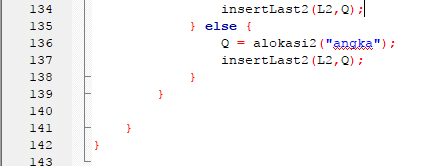 134 insertLast2(L2,Q);
135 } else {
136 Q = alokasi2("angka");
137 insertLast2(L2,Q);
138 }
139 }
140
141 }
142 }
143